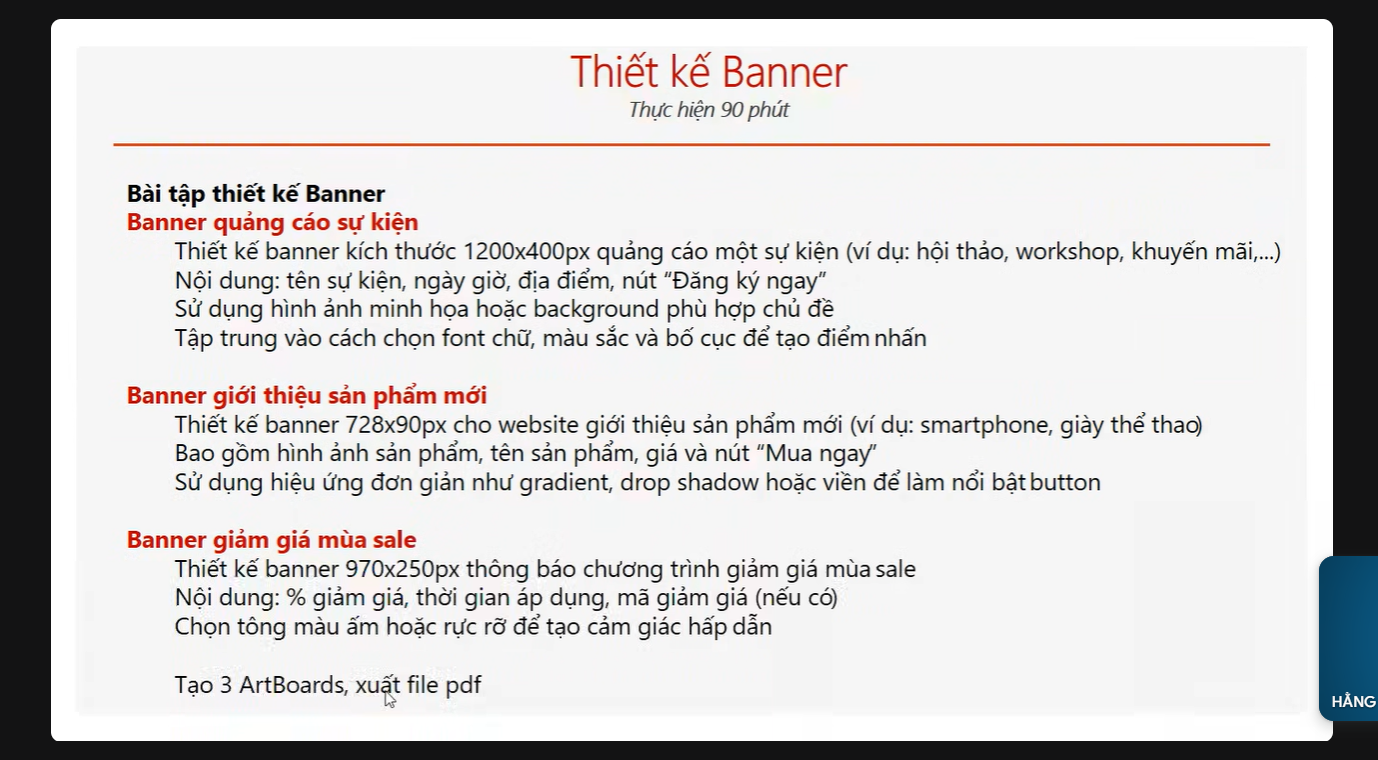 Thiết kế Banner
Thực hiện 90 phút
Bài tập thiết kế Banner
Banner quảng cáo sự kiện
Thiết kế banner kích thước 1200x400px quảng cáo một sự kiện (ví dụ: hội thảo, workshop, khuyến mãi,...)
Nội dung: tên sự kiện, ngày giờ, địa điểm, nút “Đăng ký ngay”
Sử dụng hình ảnh minh họa hoặc background phù hợp chủ đề
Tập trung vào cách chọn font chữ, màu sắc và bố cục để tạo điểm nhấn
Banner giới thiệu sản phẩm mới
Thiết kế banner 728x90px cho website giới thiệu sản phẩm mới (ví dụ: smartphone, giày thể thao)
Bao gồm hình ảnh sản phẩm, tên sản phẩm, giá và nút “Mua ngay”
Sử dụng hiệu ứng đơn giản như gradient, drop shadow hoặc viền để làm nổi bật button
Banner giảm giá mùa sale
Thiết kế banner 970x250px thông báo chương trình giảm giá mùa sale
Nội dung: % giảm giá, thời gian áp dụng, mã giảm giá (nếu có)
Chọn tông màu ấm hoặc rực rỡ để tạo cảm giác hấp dẫn
Tạo 3 ArtBoards, xuất file pdf
HẰNG